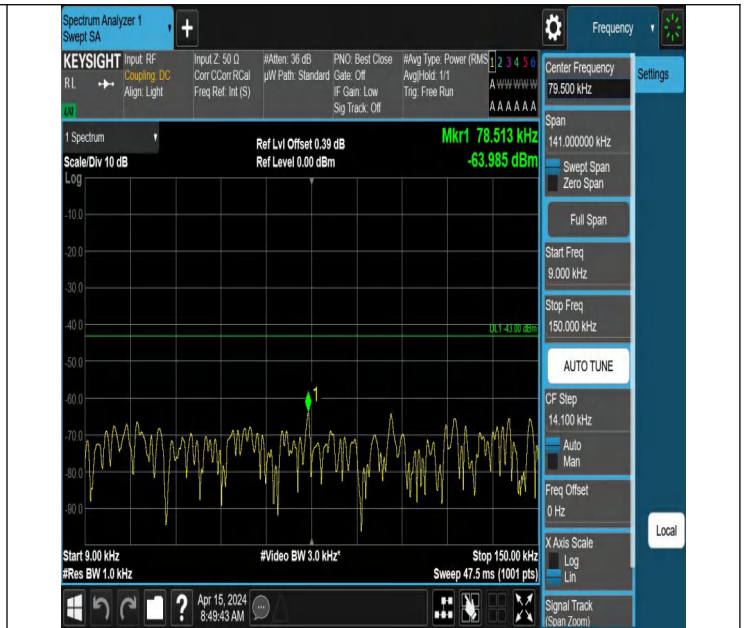 Spectrum Analyzer 1
Swept SA
+
Frequency
KEYSIGHT
RL
Input: RF
Coupling: DC
Align: Light
Input Z: 50 Ω
Corr CCorr RCal
Freq Ref: Int (S)
#Atten: 36 dB
µW Path: Standard
PNO: Best Close
Gate: Off
IF Gain: Low
Sig Track: Off
#Avg Type: Power (RMS
Avg|Hold: 1/1
Trig: Free Run
1 2 3 4 5 6
A W W W W W
A A A A A A
1 Spectrum
Scale/Div 10 dB
Log
Ref Lvl Offset 0.39 dB
Ref Level 0.00 dBm
Mkr1 78.513 kHz
-63.985 dBm
-10.0
-20.0
-30.0
-40.0
DL1 -43.00 dBm
-50.0
-60.0
1
-70.0
-80.0
-90.0
Start 9.00 kHz
#Res BW 1.0 kHz
#Video BW 3.0 kHz*
Stop 150.00 kHz
Sweep 47.5 ms (1001 pts)
?
Apr 15, 2024
8:49:43 AM
Center Frequency
79.500 kHz
Settings
Span
141.000000 kHz
Swept Span
Zero Span
Full Span
Start Freq
9.000 kHz
Stop Freq
150.000 kHz
AUTO TUNE
CF Step
14.100 kHz
Auto
Man
Freq Offset
0 Hz
X Axis Scale
Log
Lin
Local
Signal Track
(Span Zoom)